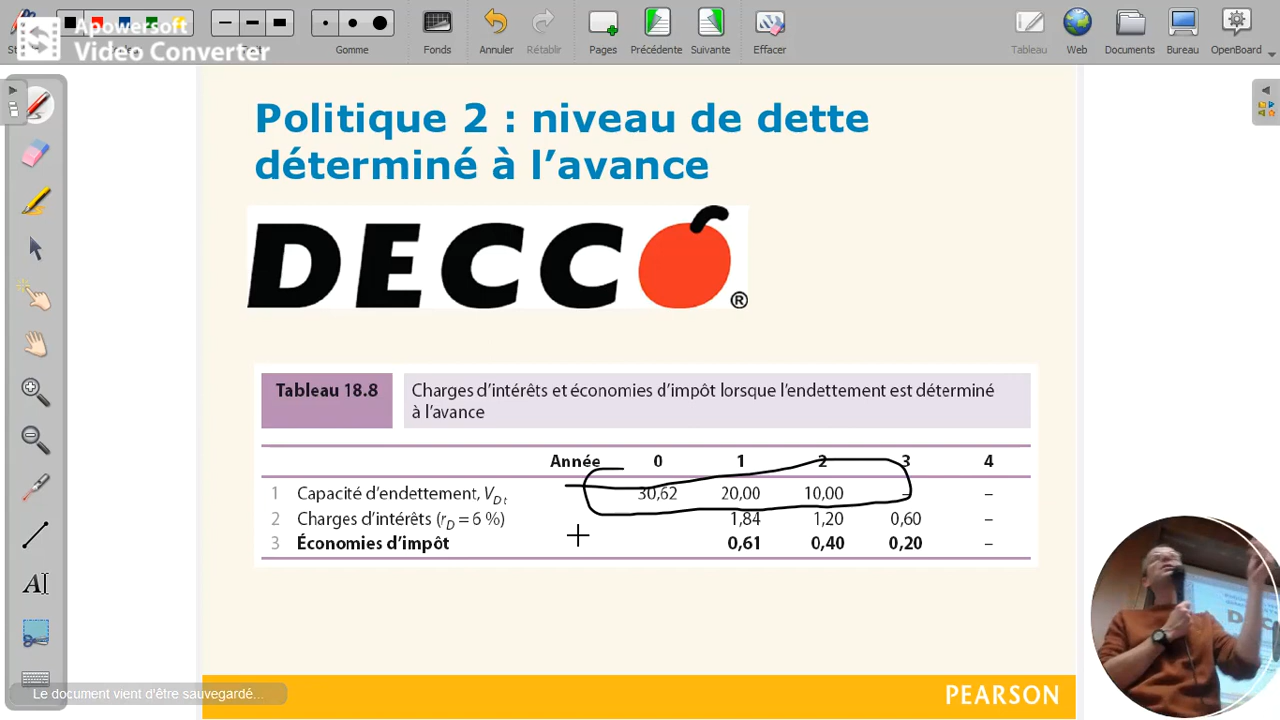 Apowersoft
Video Converter
Gomme
Fonds
Annuler
Rétablir
Pages
Précédente
Suivante
Effacer
Tableau
Web
Documents
Bureau
OpenBoard
Politique 2 : niveau de dette
déterminé à l’avance
DECCO®
Tableau 18.8
Charges d’intérêts et économies d’impôt lorsque l’endettement est déterminé
à l’avance
Année 0 1 2 3 4
1 Capacité d’endettement, VDt 30,62 20,00 10,00 – –
2 Charges d’intérêts (rD = 6 %) 1,84 1,20 0,60 –
3 Économies d’impôt 0,61 0,40 0,20 –
Le document vient d'être sauvegardé...
PEARSON